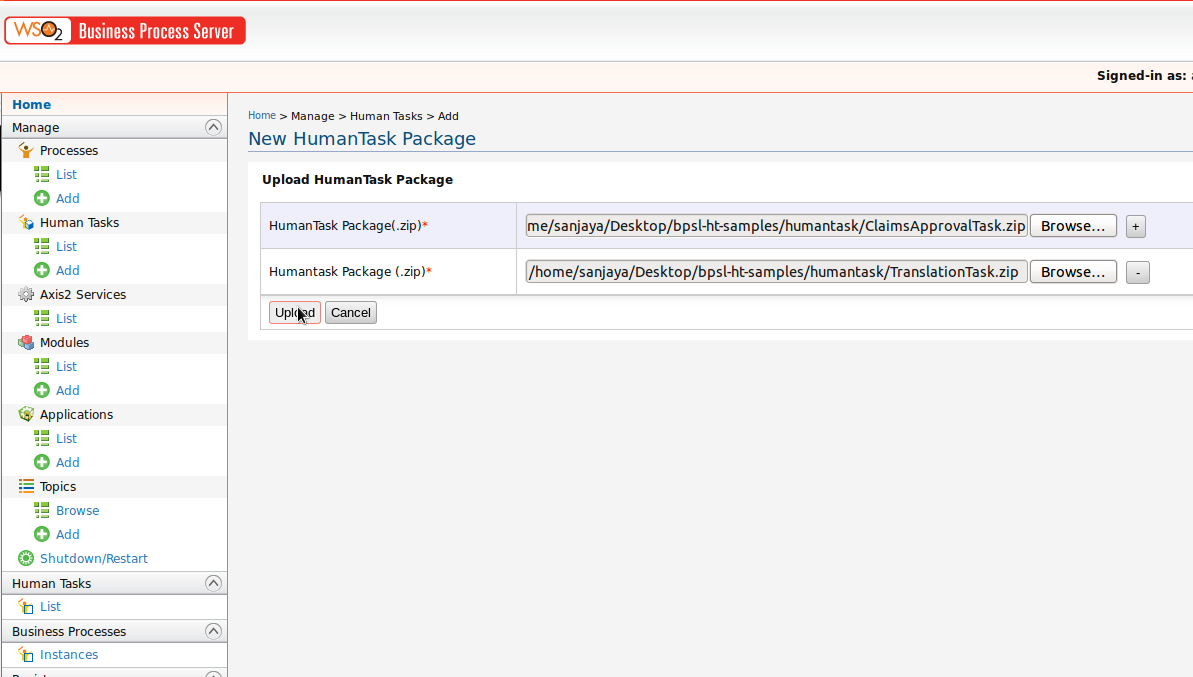 WSO2 Business Process Server
Signed-in as:
Home
Manage
Processes
List
Add
Human Tasks
List
Add
Axis2 Services
List
Modules
List
Add
Applications
List
Add
Topics
Browse
Add
Shutdown/Restart
Human Tasks
List
Business Processes
Instances
Home > Manage > Human Tasks > Add
New HumanTask Package
Upload HumanTask Package
HumanTask Package(.zip)* me/sanjaya/Desktop/bpsl-ht-samples/humantask/ClaimsApprovalTask.zip Browse... +
Humantask Package (.zip)* /home/sanjaya/Desktop/bpsl-ht-samples/humantask/TranslationTask.zip Browse... -
Upload Cancel